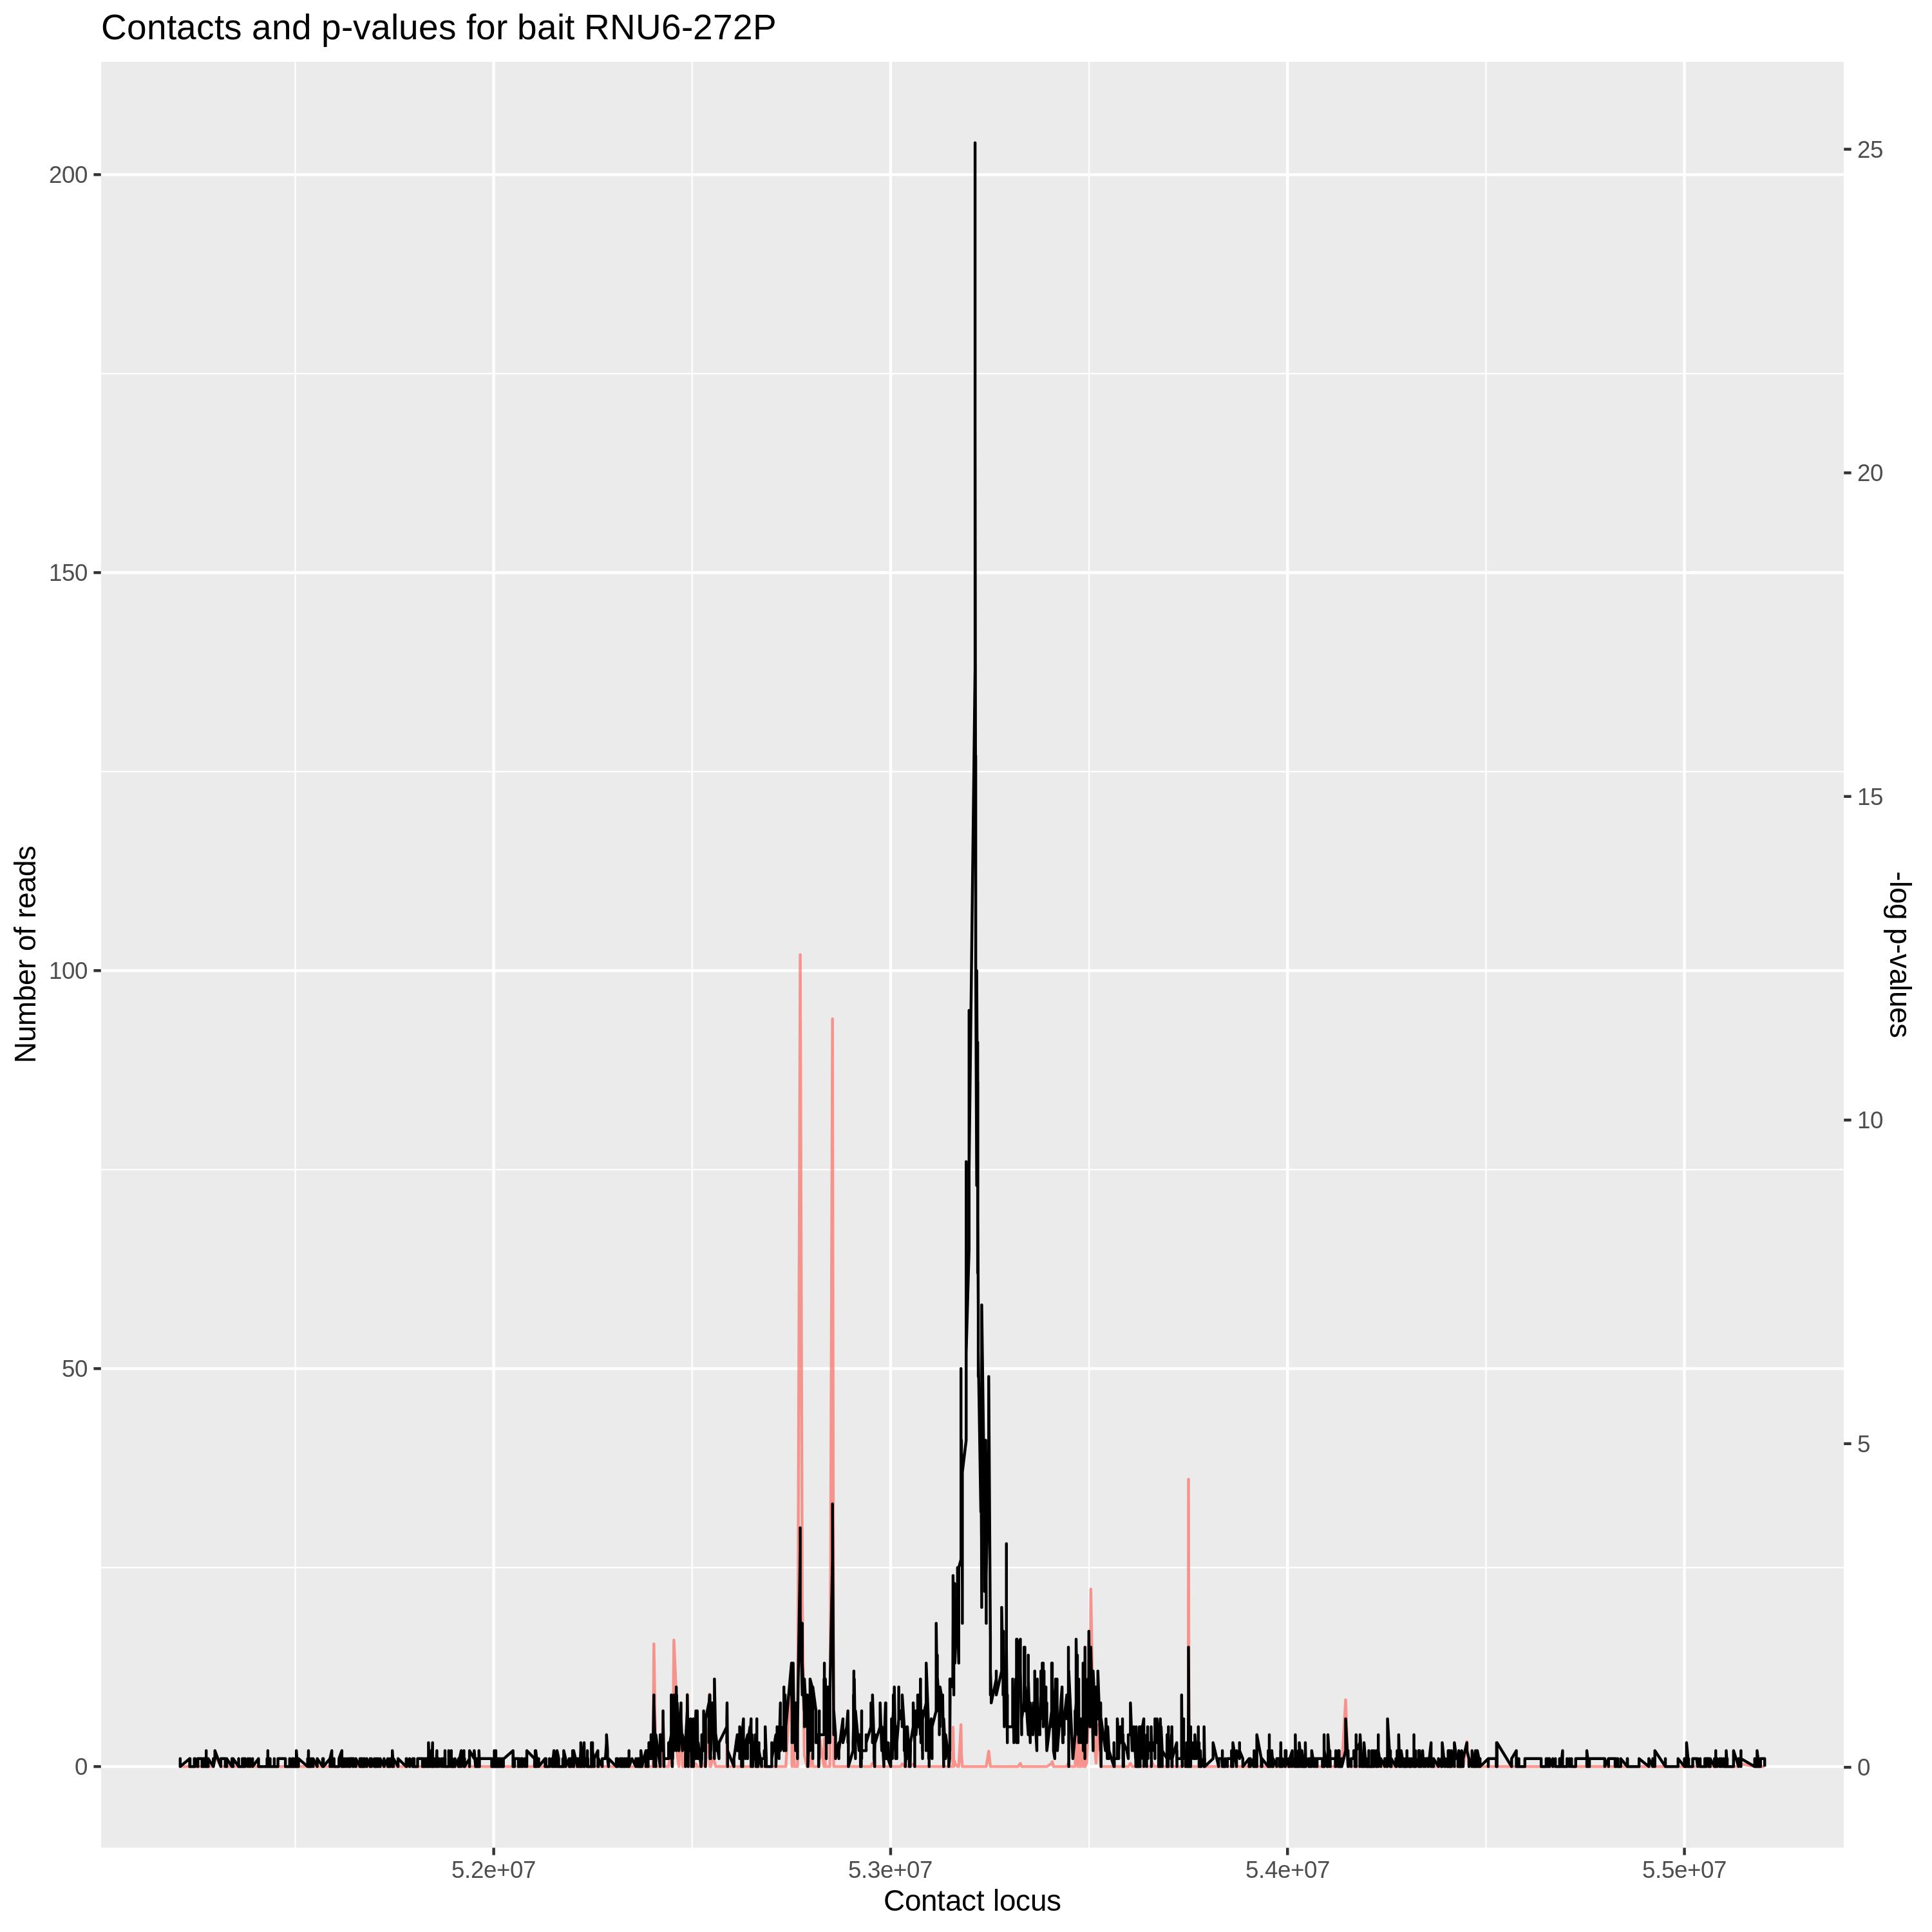 Contacts and p-values for bait RNU6-272P
200
150
100
50
0
Number of reads
25
20
15
10
5
0
-log p-values
5.2e+07
5.3e+07
5.4e+07
5.5e+07
Contact locus